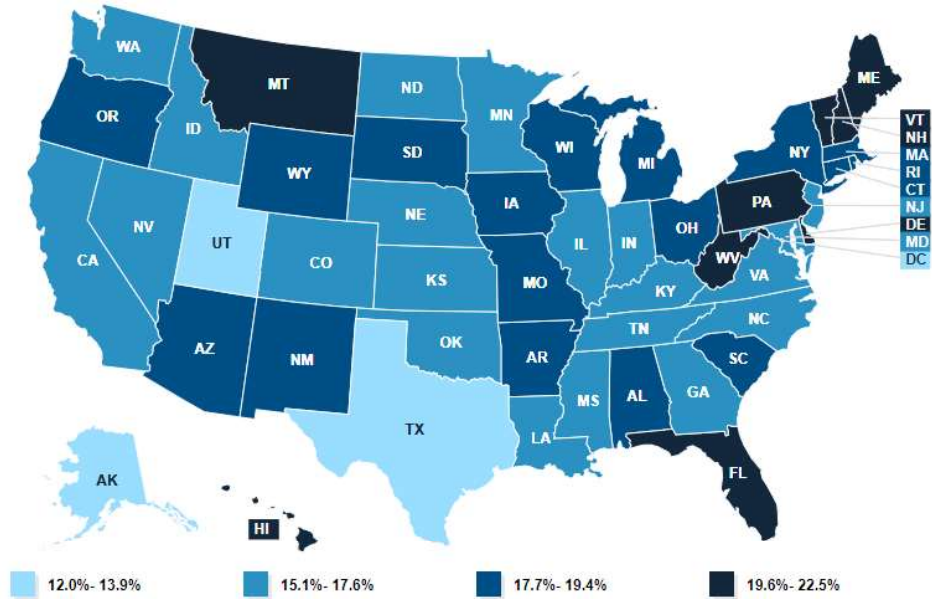 WA
MT
ND
MN
ME
OR
ID
WY
SD
WI
MI
NY
VT
NH
MA
RI
CT
NJ
DE
MD
DC
NV
UT
CO
NE
IA
IL
IN
OH
PA
WV
VA
CA
KS
MO
KY
NC
TN
AZ
NM
OK
AR
SC
MS
AL
GA
TX
LA
FL
AK
HI
12.0%- 13.9%
15.1%- 17.6%
17.7%- 19.4%
19.6%- 22.5%